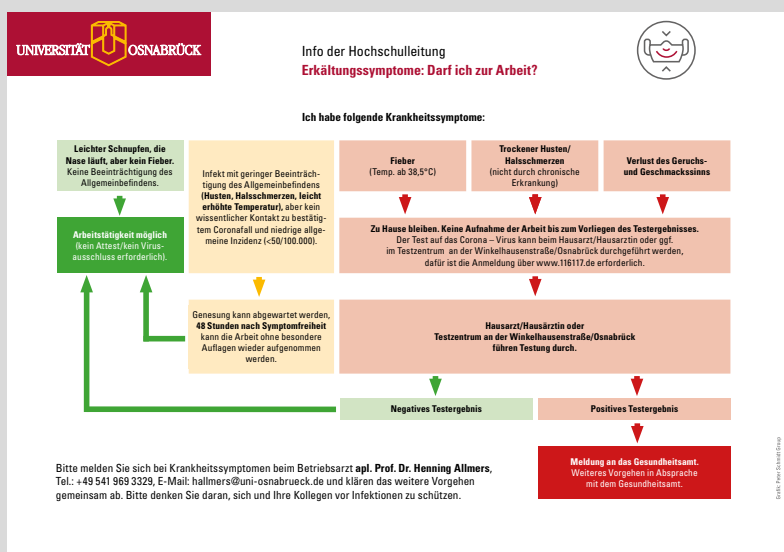 UNIVERSITÄT OSNABRÜCK
Info der Hochschulleitung
Erkältungssymptome: Darf ich zur Arbeit?
Ich habe folgende Krankheitssymptome:
Leichter Schnupfen, die
Nase läuft, aber kein Fieber.
Keine Beeinträchtigung des
Allgemeinbefindens.
Infekt mit geringer Beeinträch-
tigung des Allgemeinbefindens
(Husten, Halsschmerzen, leicht
erhöhte Temperatur), aber kein
wissentlicher Kontakt zu bestätig-
tem Coronafall und niedrige allge-
meine Inzidenz (<50/100.000).
Fieber
(Temp. ab 38,5°C)
Trockener Husten/
Halsschmerzen
(nicht durch chronische
Erkrankung)
Verlust des Geruchs-
und Geschmackssinns
Arbeitstätigkeit möglich
(kein Attest/kein Virus-
ausschluss erforderlich).
Zu Hause bleiben. Keine Aufnahme der Arbeit bis zum Vorliegen des Testergebnisses.
Der Test auf das Corona – Virus kann beim Hausarzt/Hausarztin oder ggf.
im Testzentrum an der Winkelhausenstraße/Osnabrück durchgeführt werden,
dafür ist die Anmeldung über www.116117.de erforderlich.
Genesung kann abgewartet werden,
48 Stunden nach Symptomfreiheit
kann die Arbeit ohne besondere
Auflagen wieder aufgenommen
werden.
Hausarzt/Hausärztin oder
Testzentrum an der Winkelhausenstraße/Osnabrück
führen Testung durch.
Negatives Testergebnis
Positives Testergebnis
Meldung an das Gesundheitsamt.
Weiteres Vorgehen in Absprache
mit dem Gesundheitsamt.
Bitte melden Sie sich bei Krankheitssymptomen beim Betriebsarzt apl. Prof. Dr. Henning Allmers,
Tel.: +49 541 969 3329, E-Mail: hallmers@uni-osnabrueck.de und klären das weitere Vorgehen
gemeinsam ab. Bitte denken Sie daran, sich und Ihre Kollegen vor Infektionen zu schützen.
Grafik: Peter Schmidt Group